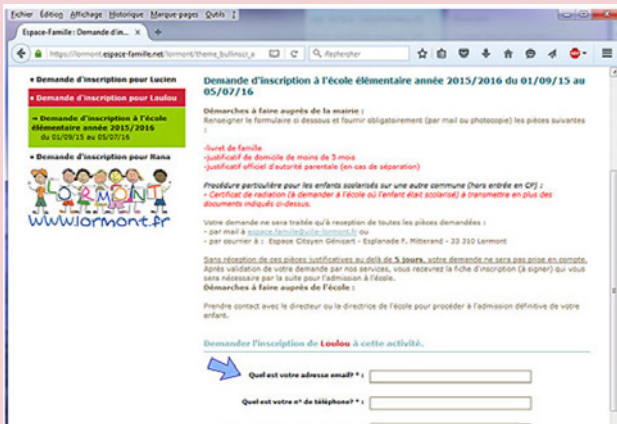 Fichier Édition Affichage Historique Marque-pages Outils ?
Espace-Famille: Demande d'in... × +
https://lormont.espace-famille.net/lormont/theme_bullinscr_a
Rechercher
• Demande d'inscription pour Lucien
• Demande d'inscription pour Loulou
→ Demande d'inscription à l'école
élémentaire année 2015/2016
du 01/09/15 au 05/07/16
• Demande d'inscription pour Nana
LORMONT
www.lormont.fr
Demande d'inscription à l'école élémentaire année 2015/2016 du 01/09/15 au
05/07/16
Démarches à faire auprès de la mairie :
Renseigner le formulaire ci dessous et fournir obligatoirement (par mail ou photocopie) les pièces suivantes
:
-livret de famille
-justificatif de domicile de moins de 3 mois
-justificatif officiel d'autorité parentale (en cas de séparation)
Procédure particulière pour les enfants scolarisés sur une autre commune (hors entrée en CP) :
- Certificat de radiation (à demander à l'école où l'enfant était scolarisé) à transmettre en plus des
documents indiqués ci-dessus.
Votre demande ne sera traitée qu'à reception de toutes les pièces demandées :
- par mail à espace.famille@ville-lormont.fr ou
- par courrier à : Espace Citoyen Génicart - Esplanade F. Mitterand - 33 310 Lormont
Sans réception de ces pièces justificatives au delà de 5 jours, votre demande ne sera pas prise en compte.
Après validation de votre demande par nos services, vous recevrez la fiche d'inscription (à signer) qui vous
sera nécessaire par la suite pour l'admission à l'école.
Démarches à faire auprès de l'école :
Prendre contact avec le directeur ou la directrice de l'école pour procéder à l'admission définitive de votre
enfant.
Demander l'inscription de Loulou à cette activité.
Quel est votre adresse email? * :
Quel est votre n° de téléphone? * :